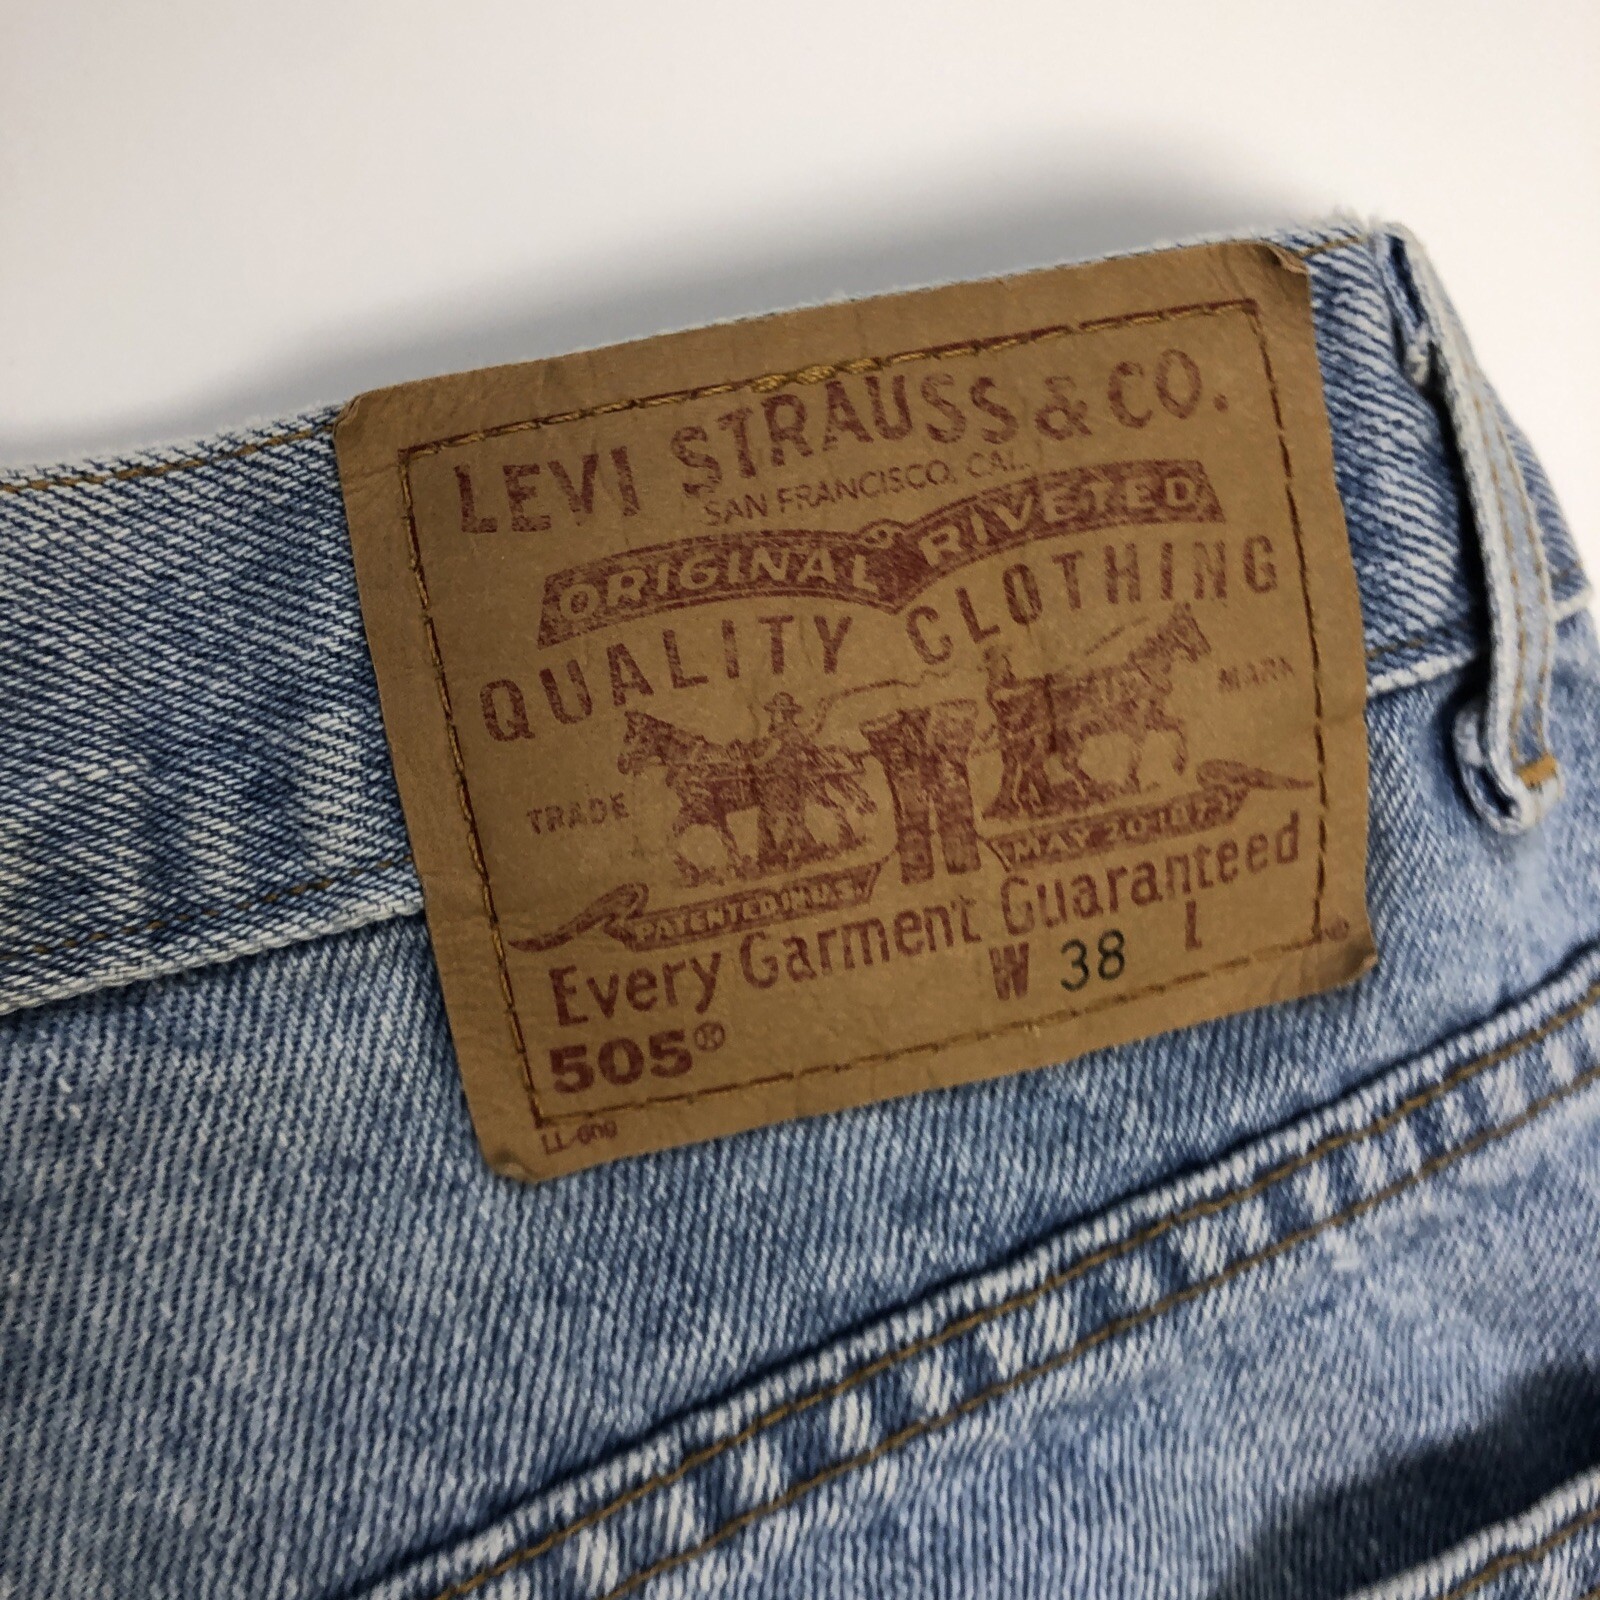 LEVI STRAUSS & CO.
SAN FRANCISCO, CAL.
ORIGINAL RIVETED
QUALITY CLOTHING
TRADE MARK
PATENTED IN U.S. MAY 20 1873
Every Garment Guaranteed
W 38 L
505®
®